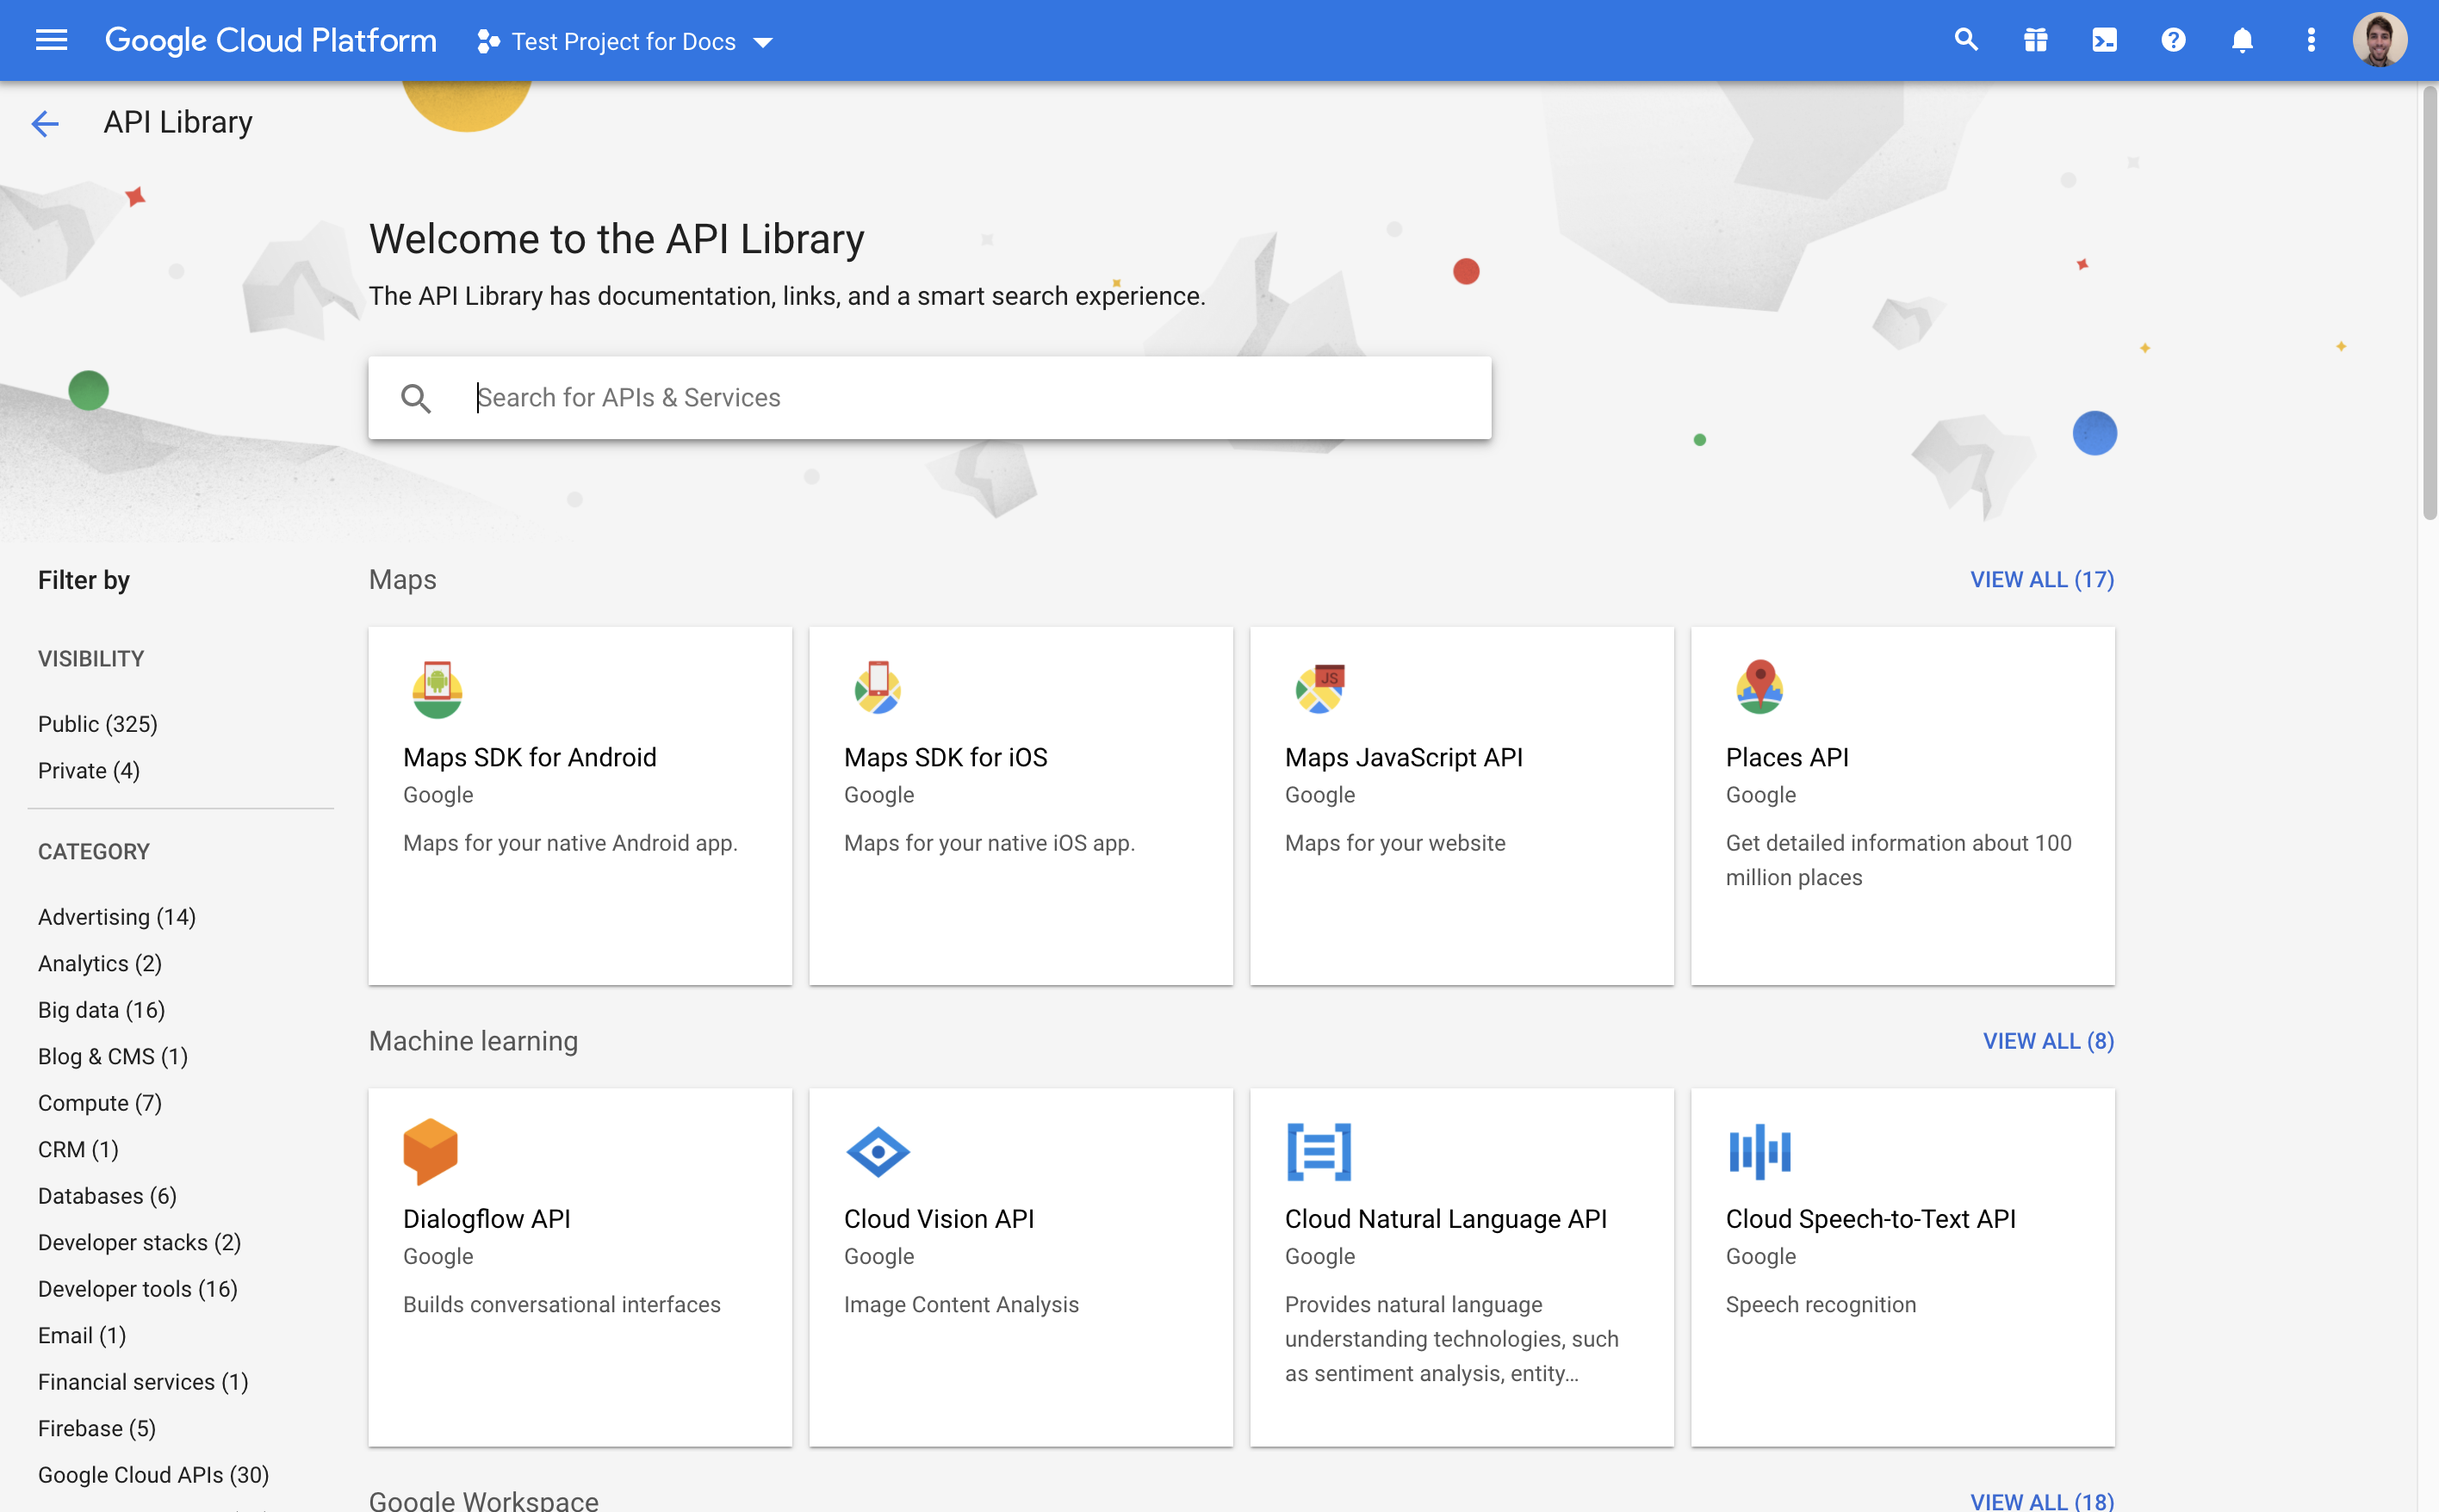 Google Cloud Platform
Test Project for Docs
API Library
Welcome to the API Library
The API Library has documentation, links, and a smart search experience.
Search for APIs & Services
Filter by
VISIBILITY
Public (325)
Private (4)
CATEGORY
Advertising (14)
Analytics (2)
Big data (16)
Blog & CMS (1)
Compute (7)
CRM (1)
Databases (6)
Developer stacks (2)
Developer tools (16)
Email (1)
Financial services (1)
Firebase (5)
Google Cloud APIs (30)
Maps
VIEW ALL (17)
Maps SDK for Android
Google
Maps for your native Android app.
Maps SDK for iOS
Google
Maps for your native iOS app.
JS
Maps JavaScript API
Google
Maps for your website
Places API
Google
Get detailed information about 100
million places
Machine learning
VIEW ALL (8)
Dialogflow API
Google
Builds conversational interfaces
Cloud Vision API
Google
Image Content Analysis
Cloud Natural Language API
Google
Provides natural language
understanding technologies, such
as sentiment analysis, entity...
Cloud Speech-to-Text API
Google
Speech recognition
Google Workspace
VIEW ALL (18)